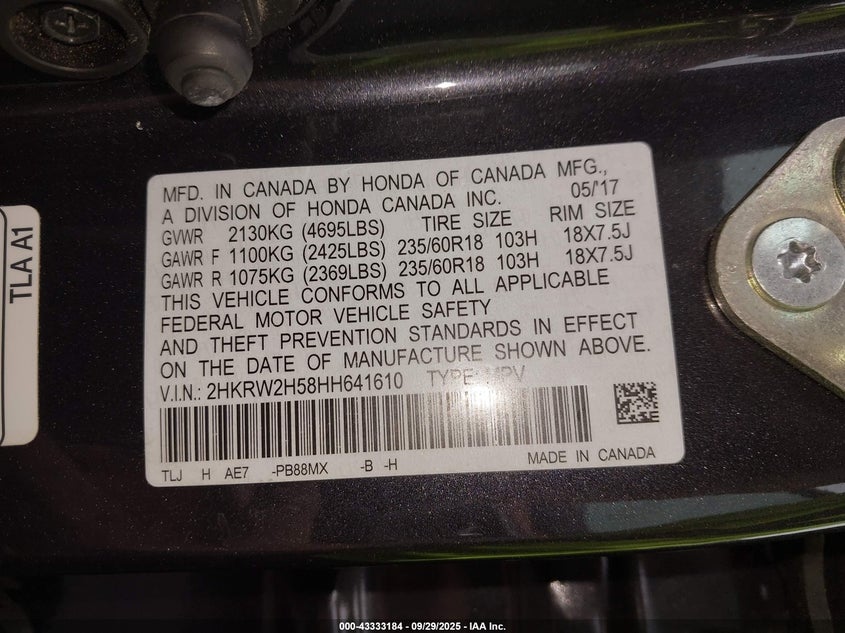 TLA A1
MFD. IN CANADA BY HONDA OF CANADA MFG.,
A DIVISION OF HONDA CANADA INC. 05/'17
GVWR 2130KG (4695LBS) TIRE SIZE RIM SIZE
GAWR F 1100KG (2425LBS) 235/60R18 103H 18X7.5J
GAWR R 1075KG (2369LBS) 235/60R18 103H 18X7.5J
THIS VEHICLE CONFORMS TO ALL APPLICABLE
FEDERAL MOTOR VEHICLE SAFETY
AND THEFT PREVENTION STANDARDS IN EFFECT
ON THE DATE OF MANUFACTURE SHOWN ABOVE.
V.I.N.: 2HKRW2H58HH641610 TYPE: MPV
TLJ H AE7 -PB88MX -B -H MADE IN CANADA
000-43333184 - 09/29/2025 - IAA Inc.